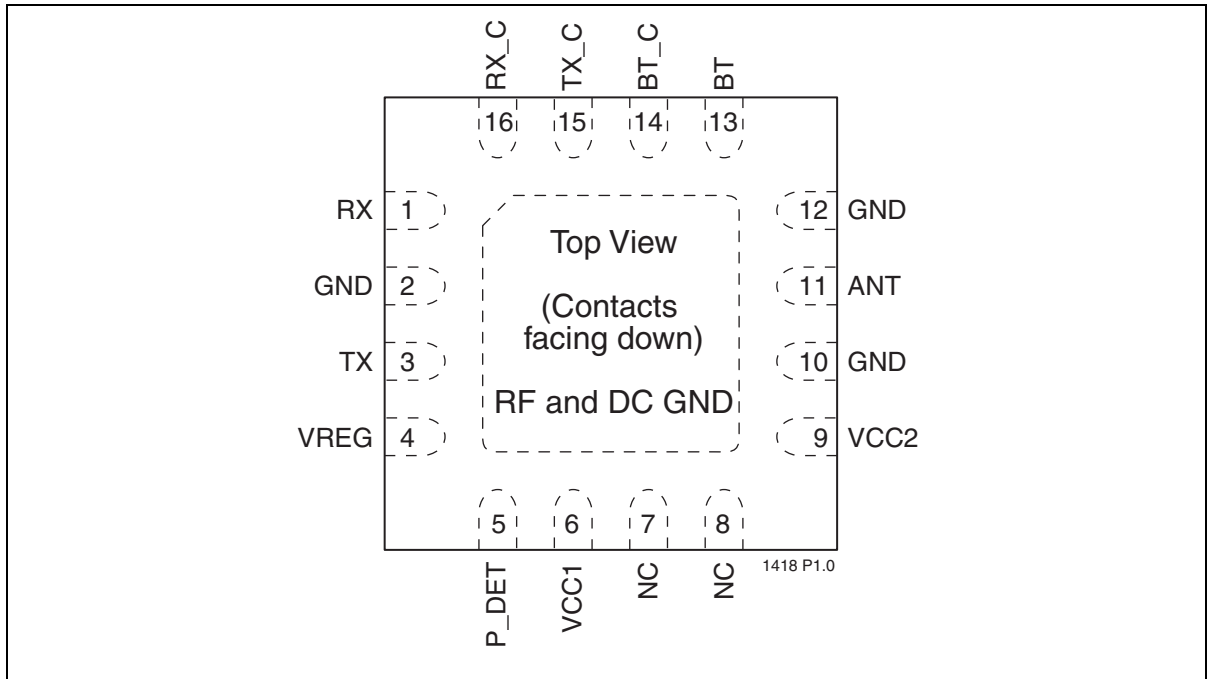 RX_C
TX_C
BT_C
BT
16
15
14
13
RX 1
GND 2
TX 3
VREG 4
Top View
(Contacts
facing down)
RF and DC GND
12 GND
11 ANT
10 GND
9 VCC2
5
6
7
8
P_DET
VCC1
NC
NC
1418 P1.0